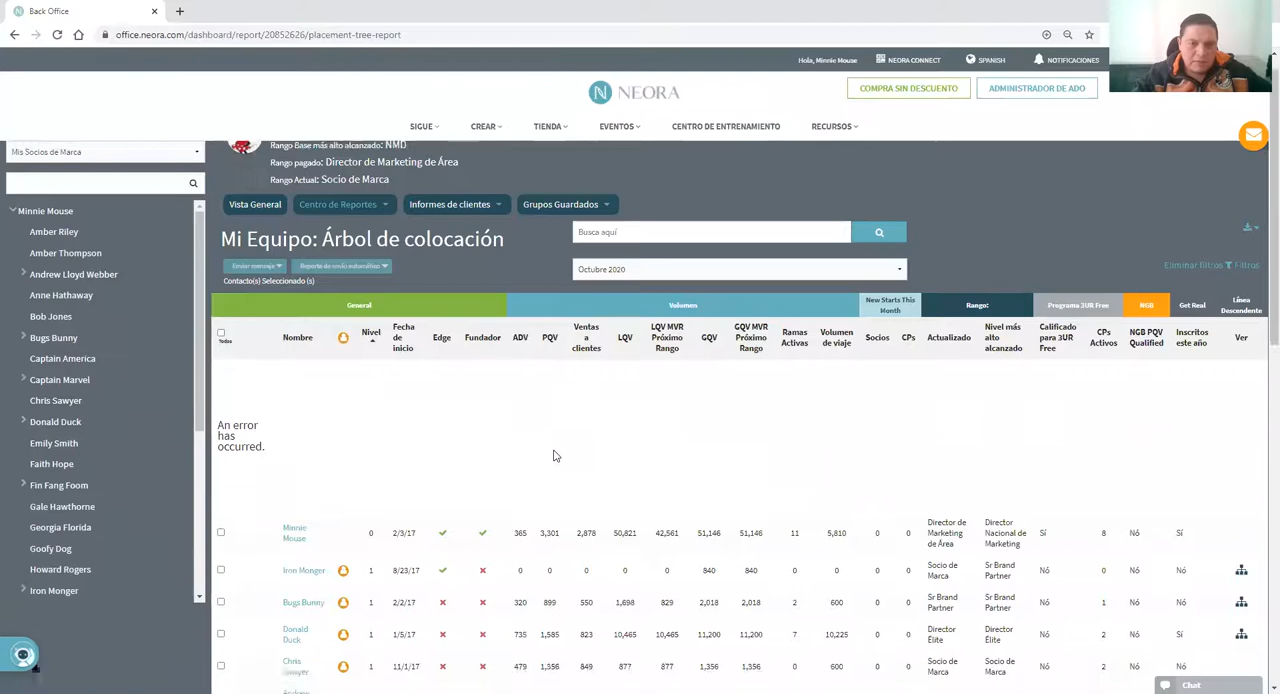 Back Office
office.neora.com/dashboard/report/20852626/placement-tree-report
Hola, Minnie Mouse
NEORA CONNECT
SPANISH
NOTIFICACIONES
N NEORA
COMPRA SIN DESCUENTO
ADMINISTRADOR DE ADO
SIGUE
CREAR
TIENDA
EVENTOS
CENTRO DE ENTRENAMIENTO
RECURSOS
Mis Socios de Marca
Minnie Mouse
Amber Riley
Amber Thompson
Andrew Lloyd Webber
Anne Hathaway
Bob Jones
Bugs Bunny
Captain America
Captain Marvel
Chris Sawyer
Donald Duck
Emily Smith
Faith Hope
Fin Fang Foom
Gale Hawthorne
Georgia Florida
Goofy Dog
Howard Rogers
Iron Monger
Rango Base más alto alcanzado: NMD
Rango pagado: Director de Marketing de Área
Rango Actual: Socio de Marca
Vista General
Centro de Reportes
Informes de clientes
Grupos Guardados
Mi Equipo: Árbol de colocación
Busca aquí
Octubre 2020
Enviar mensaje
Reporte de envío automático
Contacto(s) Seleccionado (s)
Eliminar filtros Filtros
General
Volumen
New Starts This Month
Rango:
Programa 3UR Free
NGB
Get Real
Línea Descendente
Todos
Nombre
Nivel
Fecha de inicio
Edge
Fundador
ADV
PQV
Ventas a clientes
LQV
LQV MVR Próximo Rango
GQV
GQV MVR Próximo Rango
Ramas Activas
Volumen de viaje
Socios
CPs
Actualizado
Nivel más alto alcanzado
Calificado para 3UR Free
CPs Activos
NGB PQV Qualified
Inscritos este año
Ver
An error has occurred.
Minnie Mouse 0 2/3/17 365 3,301 2,878 50,821 42,561 51,146 51,146 11 5,810 0 0 Director de Marketing de Área Director Nacional de Marketing Sí 8 Nó Sí
Iron Monger 1 8/23/17 0 0 0 0 0 840 840 0 0 0 0 Socio de Marca Sr Brand Partner Nó 0 Nó Nó
Bugs Bunny 1 2/2/17 320 899 550 1,698 829 2,018 2,018 2 600 0 0 Sr Brand Partner Sr Brand Partner Nó 1 Nó Nó
Donald Duck 1 1/5/17 735 1,585 823 10,465 10,465 11,200 11,200 7 10,225 0 0 Director Élite Director Élite Nó 2 Nó Sí
Chris Sawyer 1 11/1/17 479 1,356 849 877 877 1,356 1,356 0 600 0 0 Socio de Marca Socio de Marca Nó 2 Nó Nó
Chat